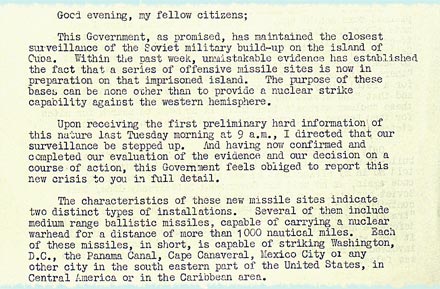 Good evening, my fellow citizens;
This Government, as promised, has maintained the closest
surveillance of the Soviet military build-up on the island of
Cuba. Within the past week, unmistakable evidence has established
the fact that a series of offensive missile sites is now in
preparation on that imprisoned island. The purpose of these
bases can be none other than to provide a nuclear strike
capability against the western hemisphere.
Upon receiving the first preliminary hard information of
this nature last Tuesday morning at 9 a.m., I directed that our
surveillance be stepped up. And having now confirmed and
completed our evaluation of the evidence and our decision on a
course of action, this Government feels obliged to report this
new crisis to you in full detail.
The characteristics of these new missile sites indicate
two distinct types of installations. Several of them include
medium range ballistic missiles, capable of carrying a nuclear
warhead for a distance of more than 1000 nautical miles. Each
of these missiles, in short, is capable of striking Washington,
D.C., the Panama Canal, Cape Canaveral, Mexico City or any
other city in the south eastern part of the United States, in
Central America or in the Caribbean area.